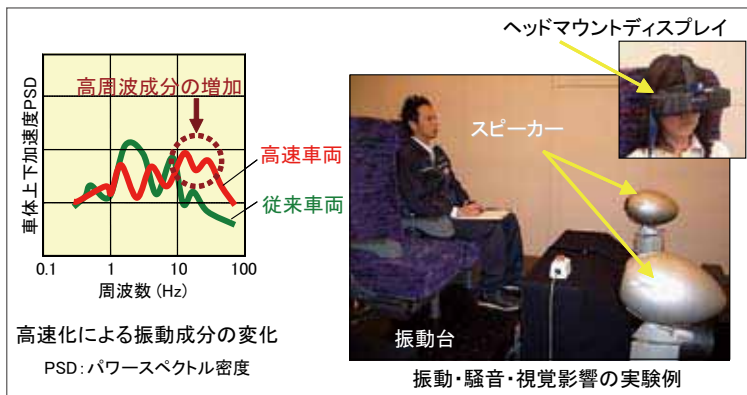 ヘッドマウントディスプレイ
車体上下加速度PSD
高周波成分の増加
高速車両
従来車両
0.1 1 10 100
周波数 (Hz)
高速化による振動成分の変化
PSD:パワースペクトル密度
スピーカー
振動台
振動・騒音・視覚影響の実験例